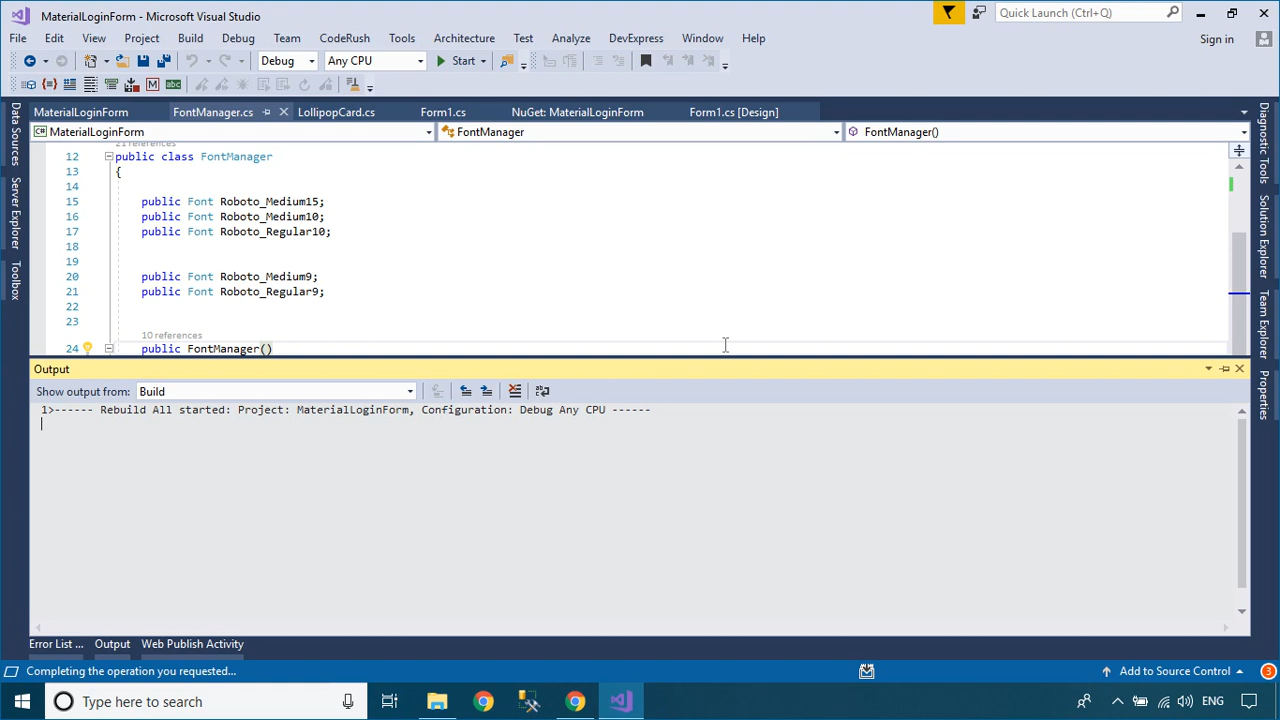 MaterialLoginForm - Microsoft Visual Studio
Quick Launch (Ctrl+Q)
File Edit View Project Build Debug Team CodeRush Tools Architecture Test Analyze DevExpress Window Help
Sign in
Debug Any CPU Start
abc
MaterialLoginForm FontManager.cs LollipopCard.cs Form1.cs NuGet: MaterialLoginForm Form1.cs [Design]
MaterialLoginForm FontManager FontManager()
Data Sources
Server Explorer
Toolbox
21 references
12 public class FontManager
13 {
14
15 public Font Roboto_Medium15;
16 public Font Roboto_Medium10;
17 public Font Roboto_Regular10;
18
19
20 public Font Roboto_Medium9;
21 public Font Roboto_Regular9;
22
23
10 references
24 public FontManager()
Diagnostic Tools
Solution Explorer
Team Explorer
Properties
Output
Show output from: Build
1>------ Rebuild All started: Project: MaterialLoginForm, Configuration: Debug Any CPU ------
Error List ... Output Web Publish Activity
Completing the operation you requested...
Add to Source Control
3
Type here to search
ENG